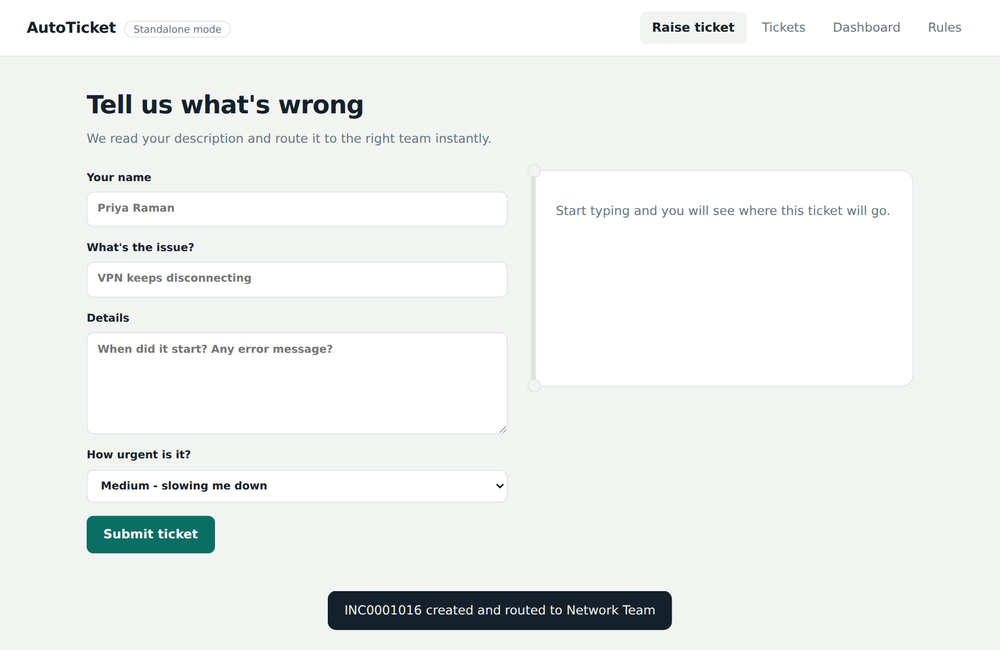 AutoTicket
Standalone mode
Raise ticket
Tickets
Dashboard
Rules
Tell us what's wrong
We read your description and route it to the right team instantly.
Your name
Priya Raman
What's the issue?
VPN keeps disconnecting
Details
When did it start? Any error message?
How urgent is it?
Medium - slowing me down
Submit ticket
Start typing and you will see where this ticket will go.
INC0001016 created and routed to Network Team